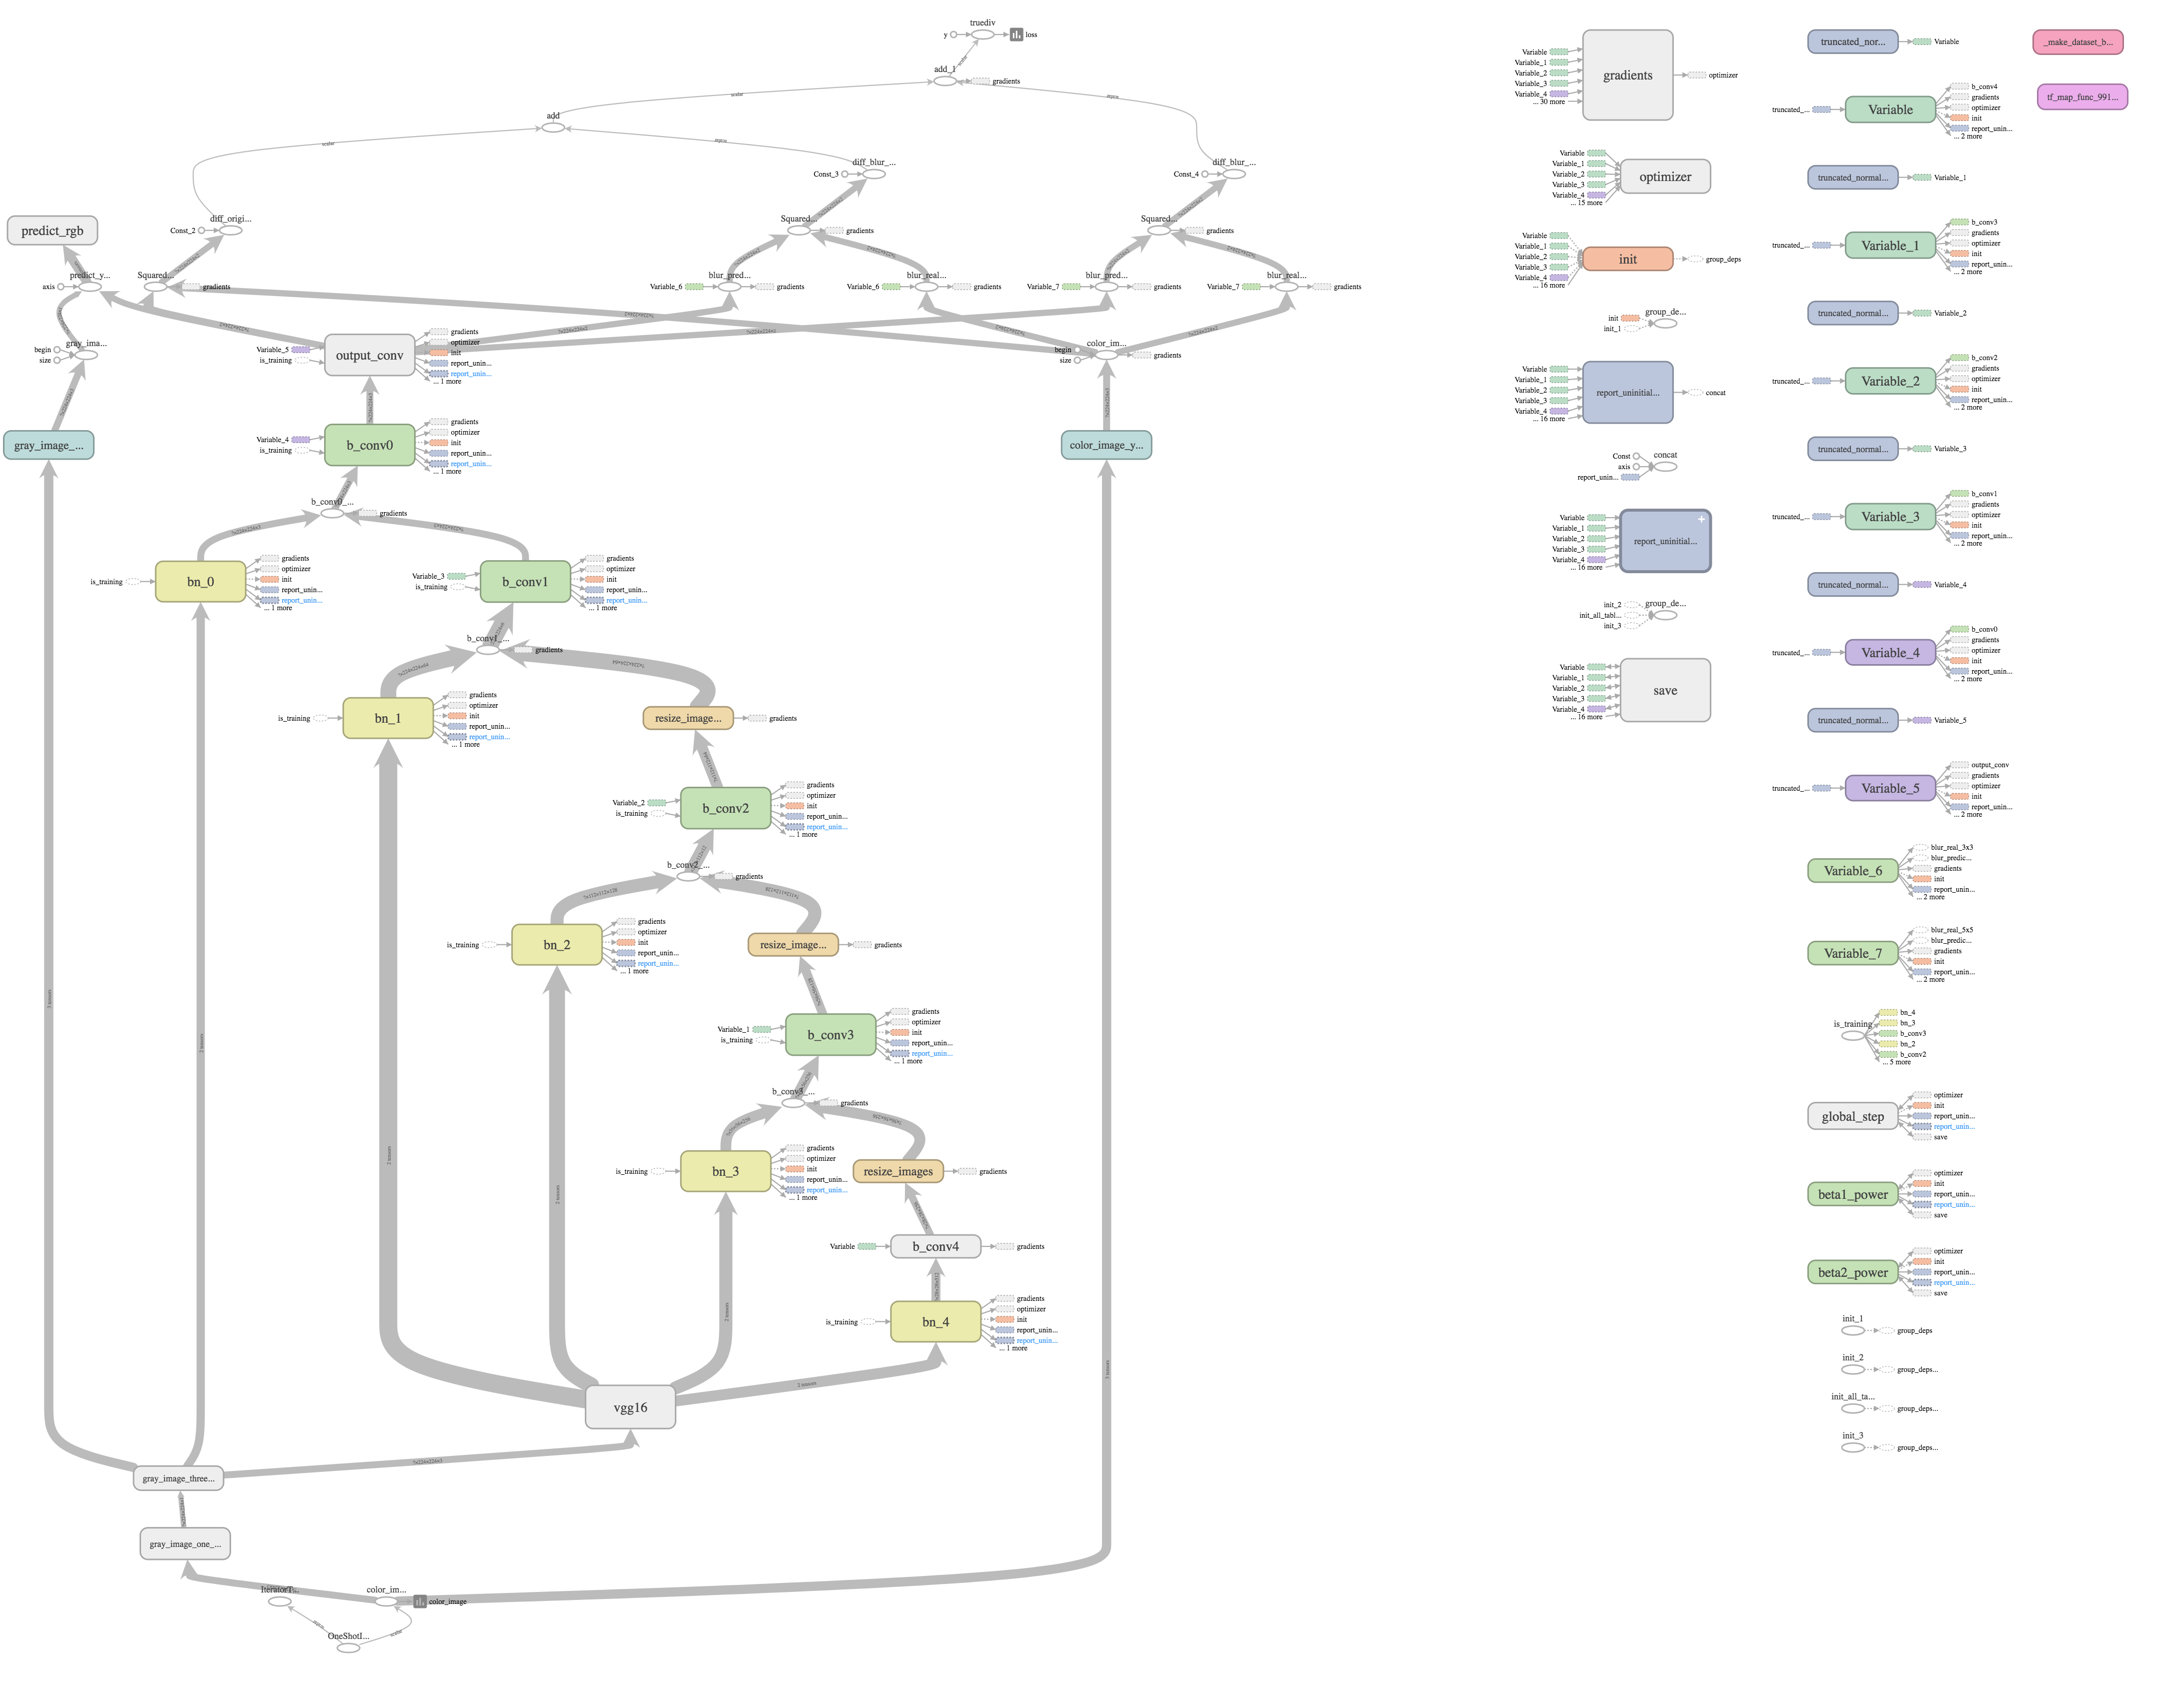 truediv
y
loss
add_1
gradients
scalar
add
scalar
diff_blur_...
Const_3
diff_blur_...
Const_4
diff_origi...
Const_2
predict_rgb
Squared...
gradients
Squared...
gradients
predict_y...
axis
Squared...
gradients
blur_pred...
Variable_6
gradients
blur_real...
Variable_6
gradients
blur_pred...
Variable_7
gradients
blur_real...
Variable_7
gradients
gray_ima...
begin
size
output_conv
Variable_5
is_training
gradients
optimizer
init
report_unin...
report_unin...
... 1 more
color_im...
begin
size
gradients
gray_image_...
b_conv0
Variable_4
is_training
gradients
optimizer
init
report_unin...
report_unin...
... 1 more
color_image_y...
b_conv0_...
gradients
bn_0
is_training
gradients
optimizer
init
report_unin...
report_unin...
... 1 more
b_conv1
Variable_3
is_training
gradients
optimizer
init
report_unin...
report_unin...
... 1 more
b_conv1_...
gradients
bn_1
is_training
gradients
optimizer
init
report_unin...
report_unin...
... 1 more
resize_image...
gradients
b_conv2
Variable_2
is_training
gradients
optimizer
init
report_unin...
report_unin...
... 1 more
b_conv2_...
gradients
bn_2
is_training
gradients
optimizer
init
report_unin...
report_unin...
... 1 more
resize_image...
gradients
b_conv3
Variable_1
is_training
gradients
optimizer
init
report_unin...
report_unin...
... 1 more
b_conv3_...
gradients
bn_3
is_training
gradients
optimizer
init
report_unin...
report_unin...
... 1 more
resize_images
gradients
b_conv4
Variable
gradients
bn_4
is_training
gradients
optimizer
init
report_unin...
report_unin...
... 1 more
vgg16
2 tensors
7x224x224x3
gray_image_three...
gray_image_one_...
IteratorT...
color_im...
color_image
OneShotI...
scalar
gradients
Variable
Variable_1
Variable_2
Variable_3
Variable_4
... 30 more
optimizer
optimizer
Variable
Variable_1
Variable_2
Variable_3
Variable_4
... 15 more
init
Variable
Variable_1
Variable_2
Variable_3
Variable_4
... 16 more
group_deps
group_de...
init
init_1
report_uninitial...
Variable
Variable_1
Variable_2
Variable_3
Variable_4
... 16 more
concat
concat
Const
axis
report_unin...
report_uninitial...
Variable
Variable_1
Variable_2
Variable_3
Variable_4
... 16 more
group_de...
init_2
init_all_tabl...
init_3
save
Variable
Variable_1
Variable_2
Variable_3
Variable_4
... 16 more
truncated_nor...
Variable
Variable
truncated_...
b_conv4
gradients
optimizer
init
report_unin...
... 2 more
truncated_normal...
Variable_1
Variable_1
truncated_...
b_conv3
gradients
optimizer
init
report_unin...
... 2 more
truncated_normal...
Variable_2
Variable_2
truncated_...
b_conv2
gradients
optimizer
init
report_unin...
... 2 more
truncated_normal...
Variable_3
Variable_3
truncated_...
b_conv1
gradients
optimizer
init
report_unin...
... 2 more
truncated_normal...
Variable_4
Variable_4
truncated_...
b_conv0
gradients
optimizer
init
report_unin...
... 2 more
truncated_normal...
Variable_5
Variable_5
truncated_...
output_conv
gradients
optimizer
init
report_unin...
... 2 more
Variable_6
blur_real_3x3
blur_predic...
gradients
init
report_unin...
... 2 more
Variable_7
blur_real_5x5
blur_predic...
gradients
init
report_unin...
... 2 more
is_training
bn_4
bn_3
b_conv3
bn_2
b_conv2
... 5 more
global_step
optimizer
init
report_unin...
report_unin...
save
beta1_power
optimizer
init
report_unin...
report_unin...
save
beta2_power
optimizer
init
report_unin...
report_unin...
save
init_1
group_deps
init_2
group_deps...
init_all_ta...
group_deps...
init_3
group_deps...
_make_dataset_b...
tf_map_func_991...